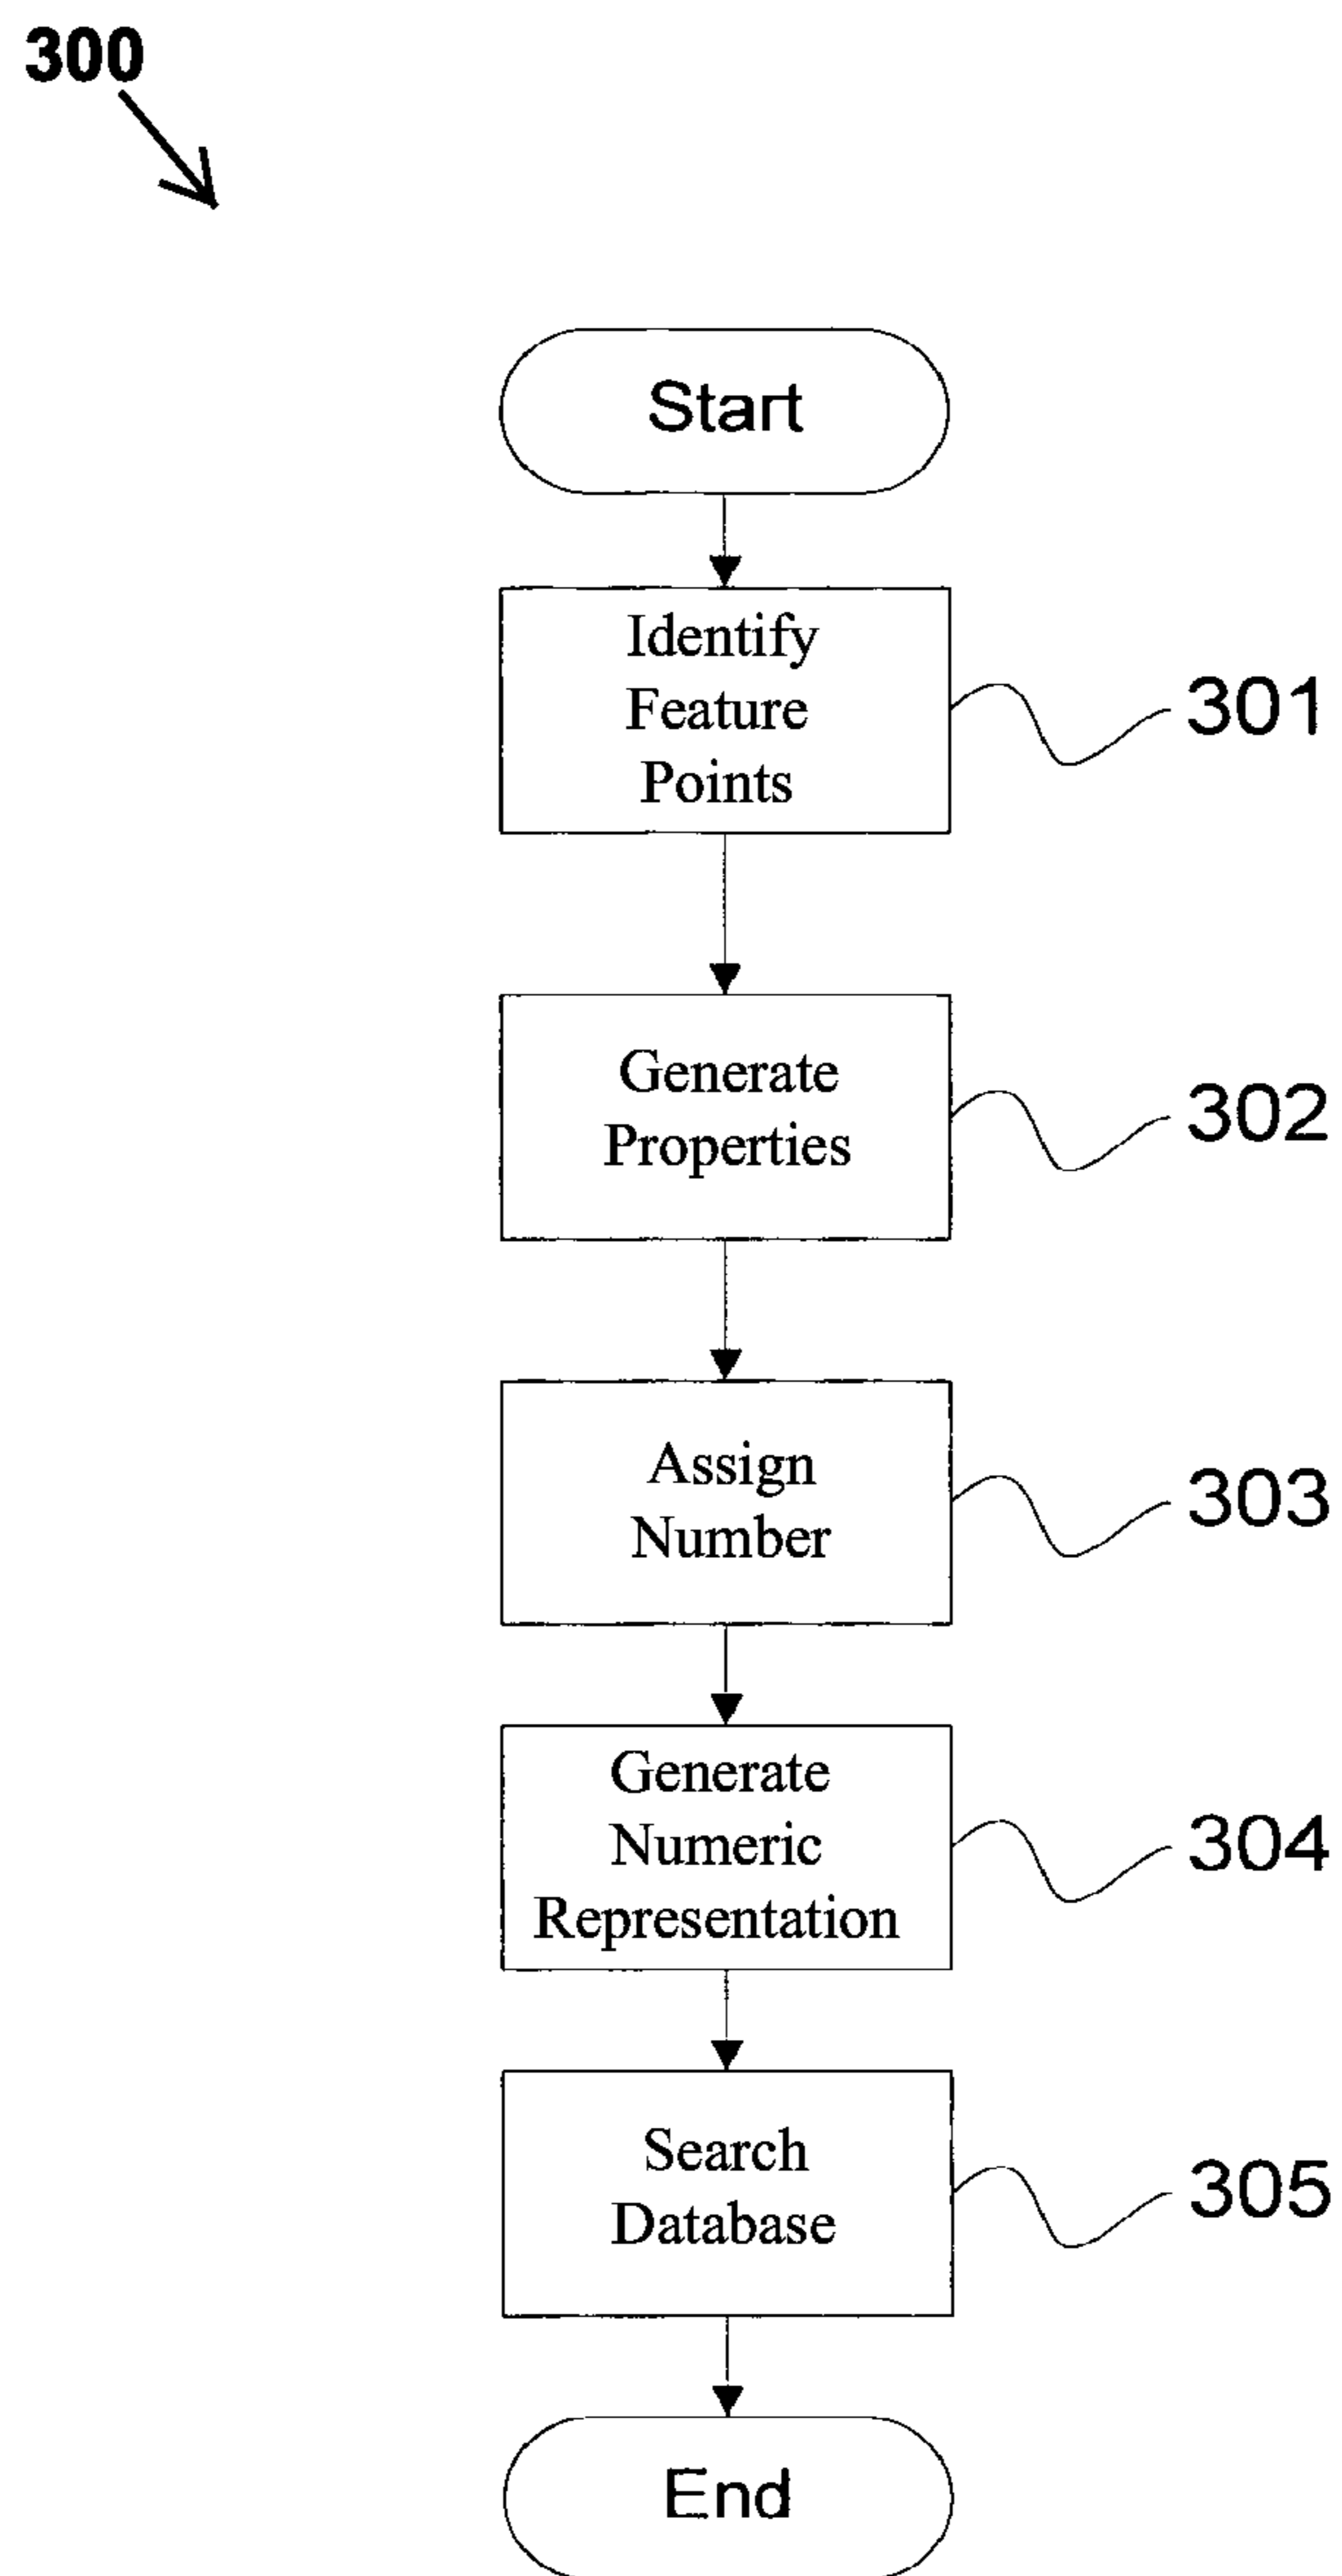 300
Start
Identify
Feature
Points
301
Generate
Properties
302
Assign
Number
303
Generate
Numeric
Representation
304
Search
Database
305
End